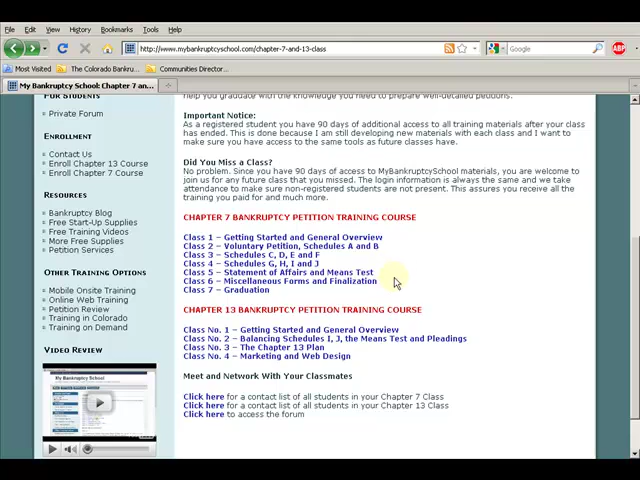 File Edit View History Bookmarks Tools Help
http://www.mybankruptcyschool.com/chapter-7-and-13-class
Google
ABP
Most Visited The Colorado Bankru... Communities Director...
My Bankruptcy School: Chapter 7 an...
For Students
Private Forum
Enrollment
Contact Us
Enroll Chapter 13 Course
Enroll Chapter 7 Course
Resources
Bankruptcy Blog
Free Start-Up Supplies
Free Training Videos
More Free Supplies
Petition Services
Other Training Options
Mobile Onsite Training
Online Web Training
Petition Review
Training in Colorado
Training on Demand
Video Review
My Bankruptcy School
help you graduate with the knowledge you need to prepare well-detailed petitions.
Important Notice:
As a registered student you have 90 days of additional access to all training materials after your class
has ended. This is done because I am still developing new materials with each class and I want to
make sure you have access to the same tools as future classes have.
Did You Miss a Class?
No problem. Since you have 90 days of access to MyBankruptcySchool materials, you are welcome to
join us for any future class that you missed. The login information is always the same and we take
attendance to make sure non-registered students are not present. This assures you receive all the
training you paid for and much more.
CHAPTER 7 BANKRUPTCY PETITION TRAINING COURSE
Class 1 – Getting Started and General Overview
Class 2 – Voluntary Petition, Schedules A and B
Class 3 – Schedules C, D, E and F
Class 4 – Schedules G, H, I and J
Class 5 – Statement of Affairs and Means Test
Class 6 – Miscellaneous Forms and Finalization
Class 7 – Graduation
CHAPTER 13 BANKRUPTCY PETITION TRAINING COURSE
Class No. 1 – Getting Started and General Overview
Class No. 2 – Balancing Schedules I, J, the Means Test and Pleadings
Class No. 3 – The Chapter 13 Plan
Class No. 4 – Marketing and Web Design
Meet and Network With Your Classmates
Click here for a contact list of all students in your Chapter 7 Class
Click here for a contact list of all students in your Chapter 13 Class
Click here to access the forum